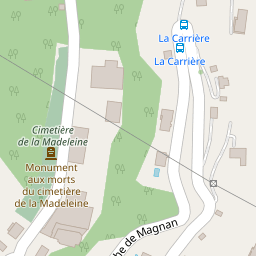 La Carrière
La Carrière
Cimetière
de la Madeleine
Monument
aux morts
du cimetière
de la Madeleine
he de Magnan